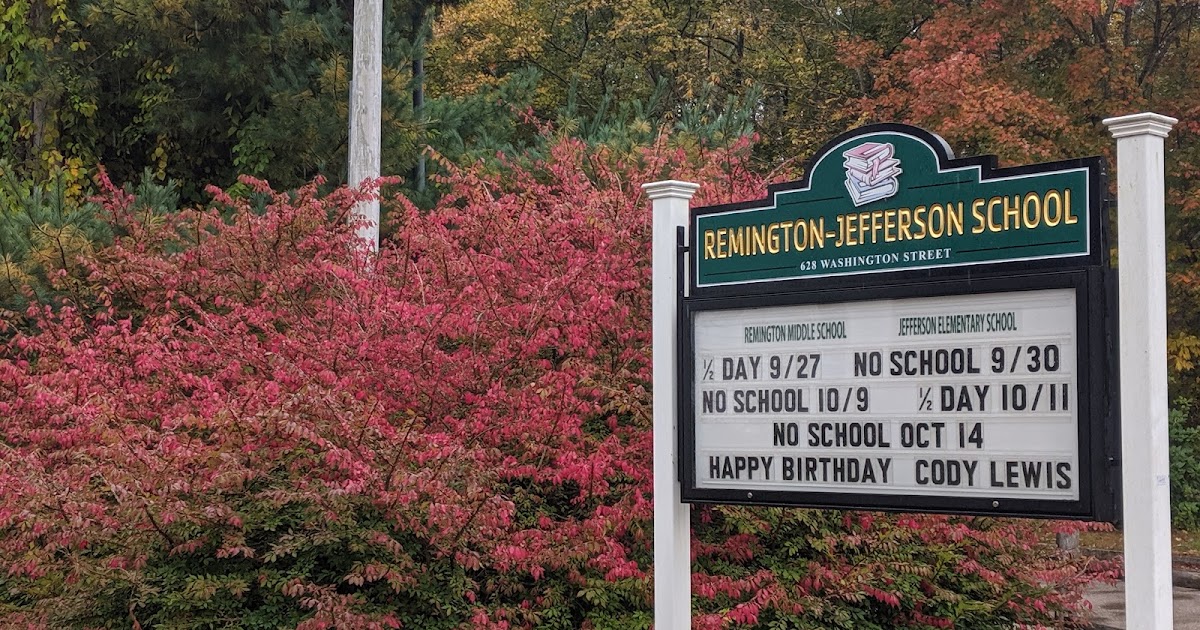 REMINGTON-JEFFERSON SCHOOL
628 WASHINGTON STREET
REMINGTON MIDDLE SCHOOL JEFFERSON ELEMENTARY SCHOOL
½ DAY 9/27 NO SCHOOL 9/30
NO SCHOOL 10/9 ½ DAY 10/11
NO SCHOOL OCT 14
HAPPY BIRTHDAY CODY LEWIS